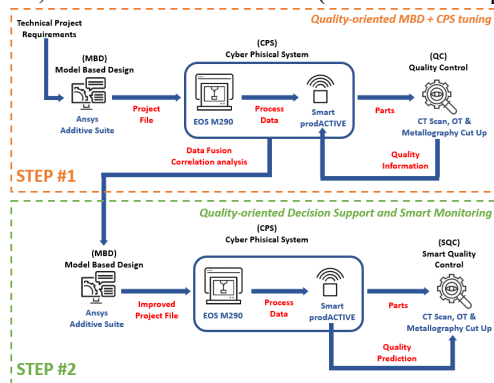 Quality-oriented MBD + CPS tuning
Technical Project
Requirements
(MBD)
Model Based Design
(CPS)
Cyber Phisical System
(QC)
Quality Control
Ansys
Additive Suite
Project
File
EOS M290
Process
Data
Smart
prodACTIVE
Parts
CT Scan, OT &
Metallography Cut Up
Data Fusion
Correlation analysis
Quality
Information
STEP #1
Quality-oriented Decision Support and Smart Monitoring
(MBD)
Model Based Design
(CPS)
Cyber Phisical System
(SQC)
Smart Quality
Control
Ansys
Additive Suite
Improved
Project File
EOS M290
Process
Data
Smart
prodACTIVE
Parts
CT Scan, OT &
Metallography Cut Up
Quality
Prediction
STEP #2